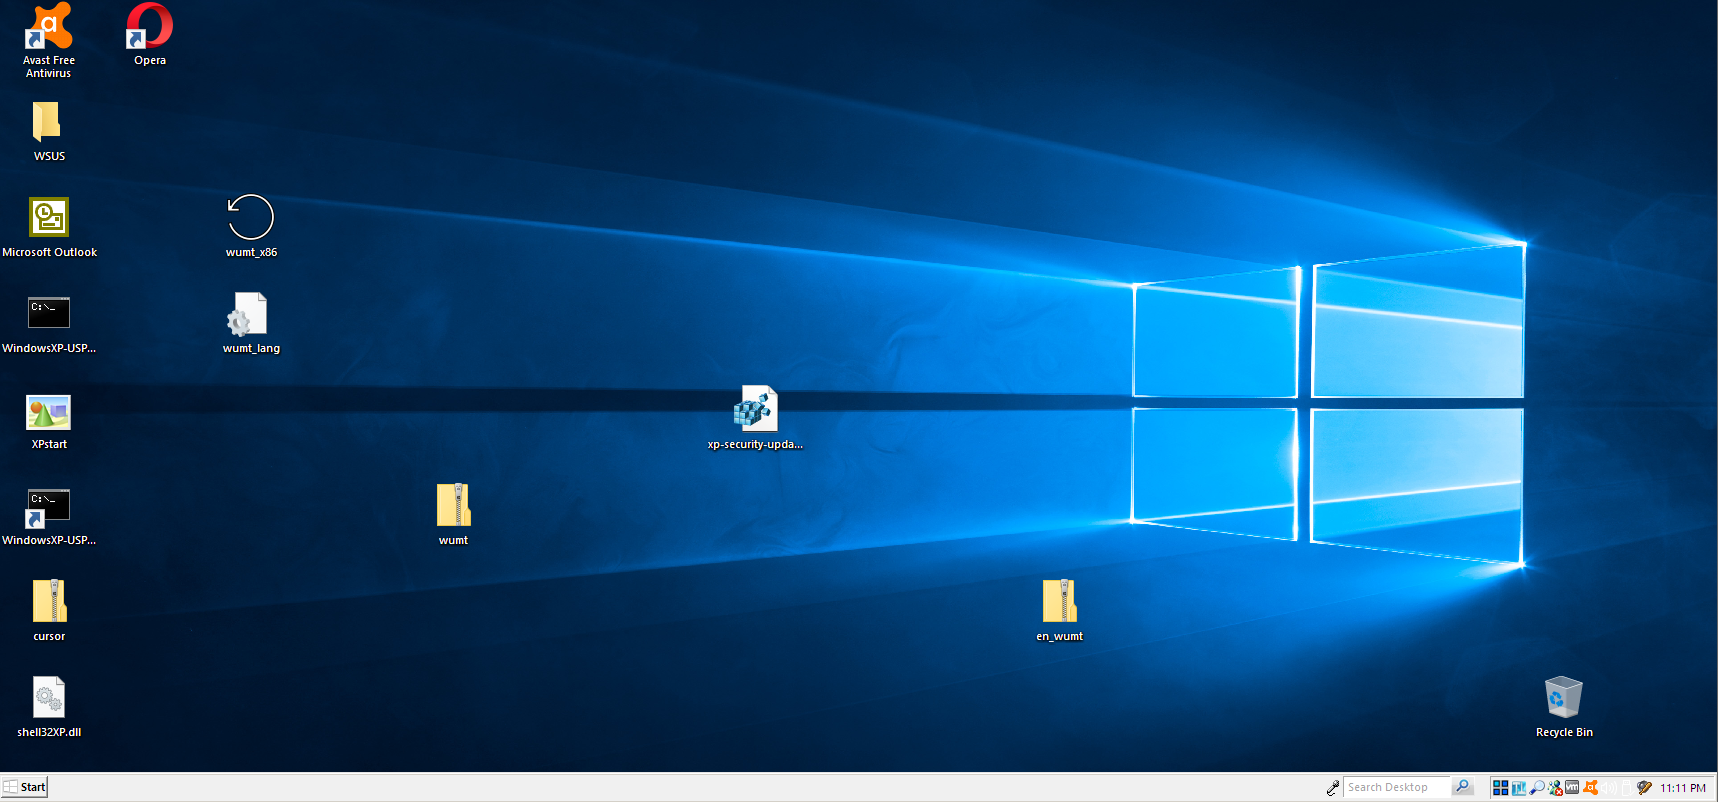 Avast Free
Antivirus
Opera
WSUS
Microsoft Outlook
wumt_x86
C:\_
WindowsXP-USP...
wumt_lang
XPstart
xp-security-upda...
C:\_
WindowsXP-USP...
wumt
cursor
en_wumt
shell32XP.dll
Recycle Bin
Start
Search Desktop
vm
11:11 PM